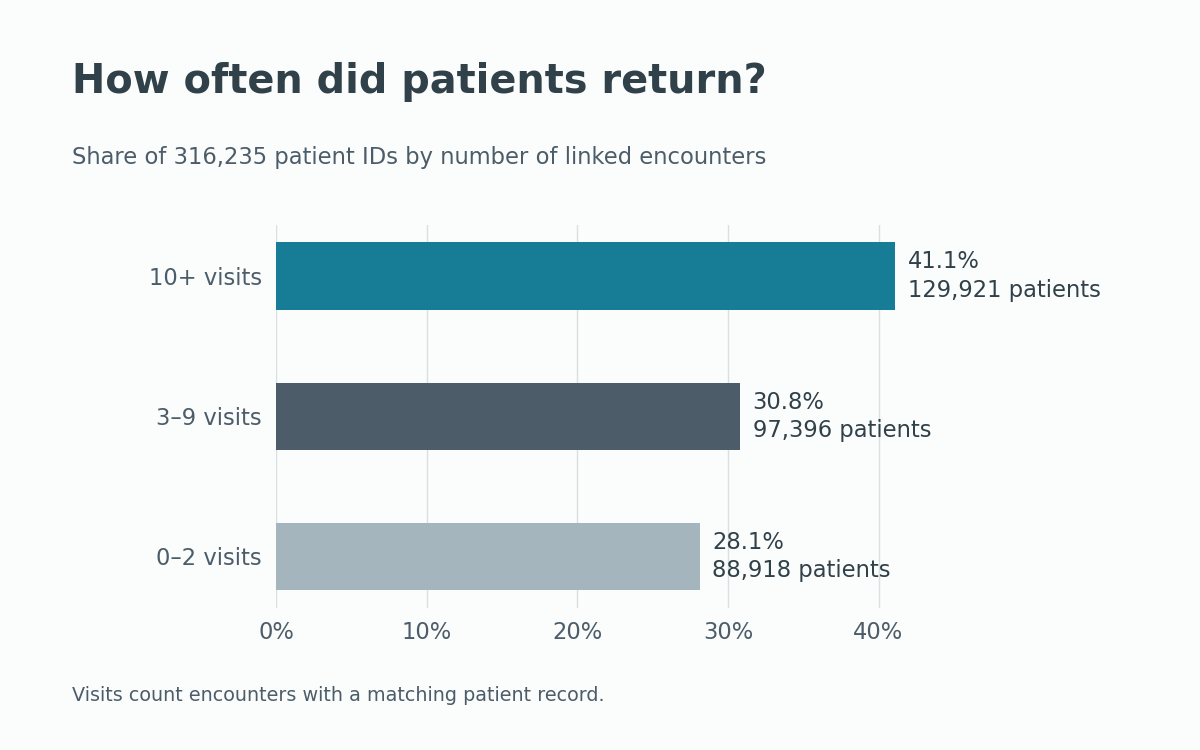 How often did patients return?
Share of 316,235 patient IDs by number of linked encounters
10+ visits
41.1%
129,921 patients
3–9 visits
30.8%
97,396 patients
0–2 visits
28.1%
88,918 patients
0% 10% 20% 30% 40%
Visits count encounters with a matching patient record.